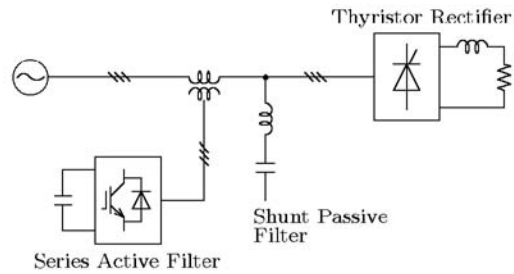 Thyristor Rectifier
Shunt Passive
Filter
Series Active Filter